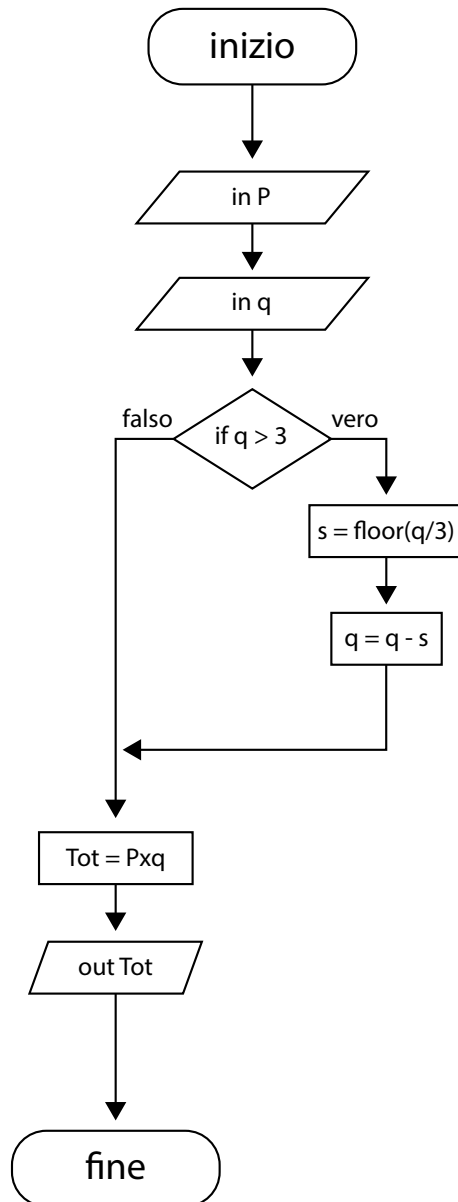 inizio
in P
in q
falso
if q > 3
vero
s = floor(q/3)
q = q - s
Tot = Pxq
out Tot
fine